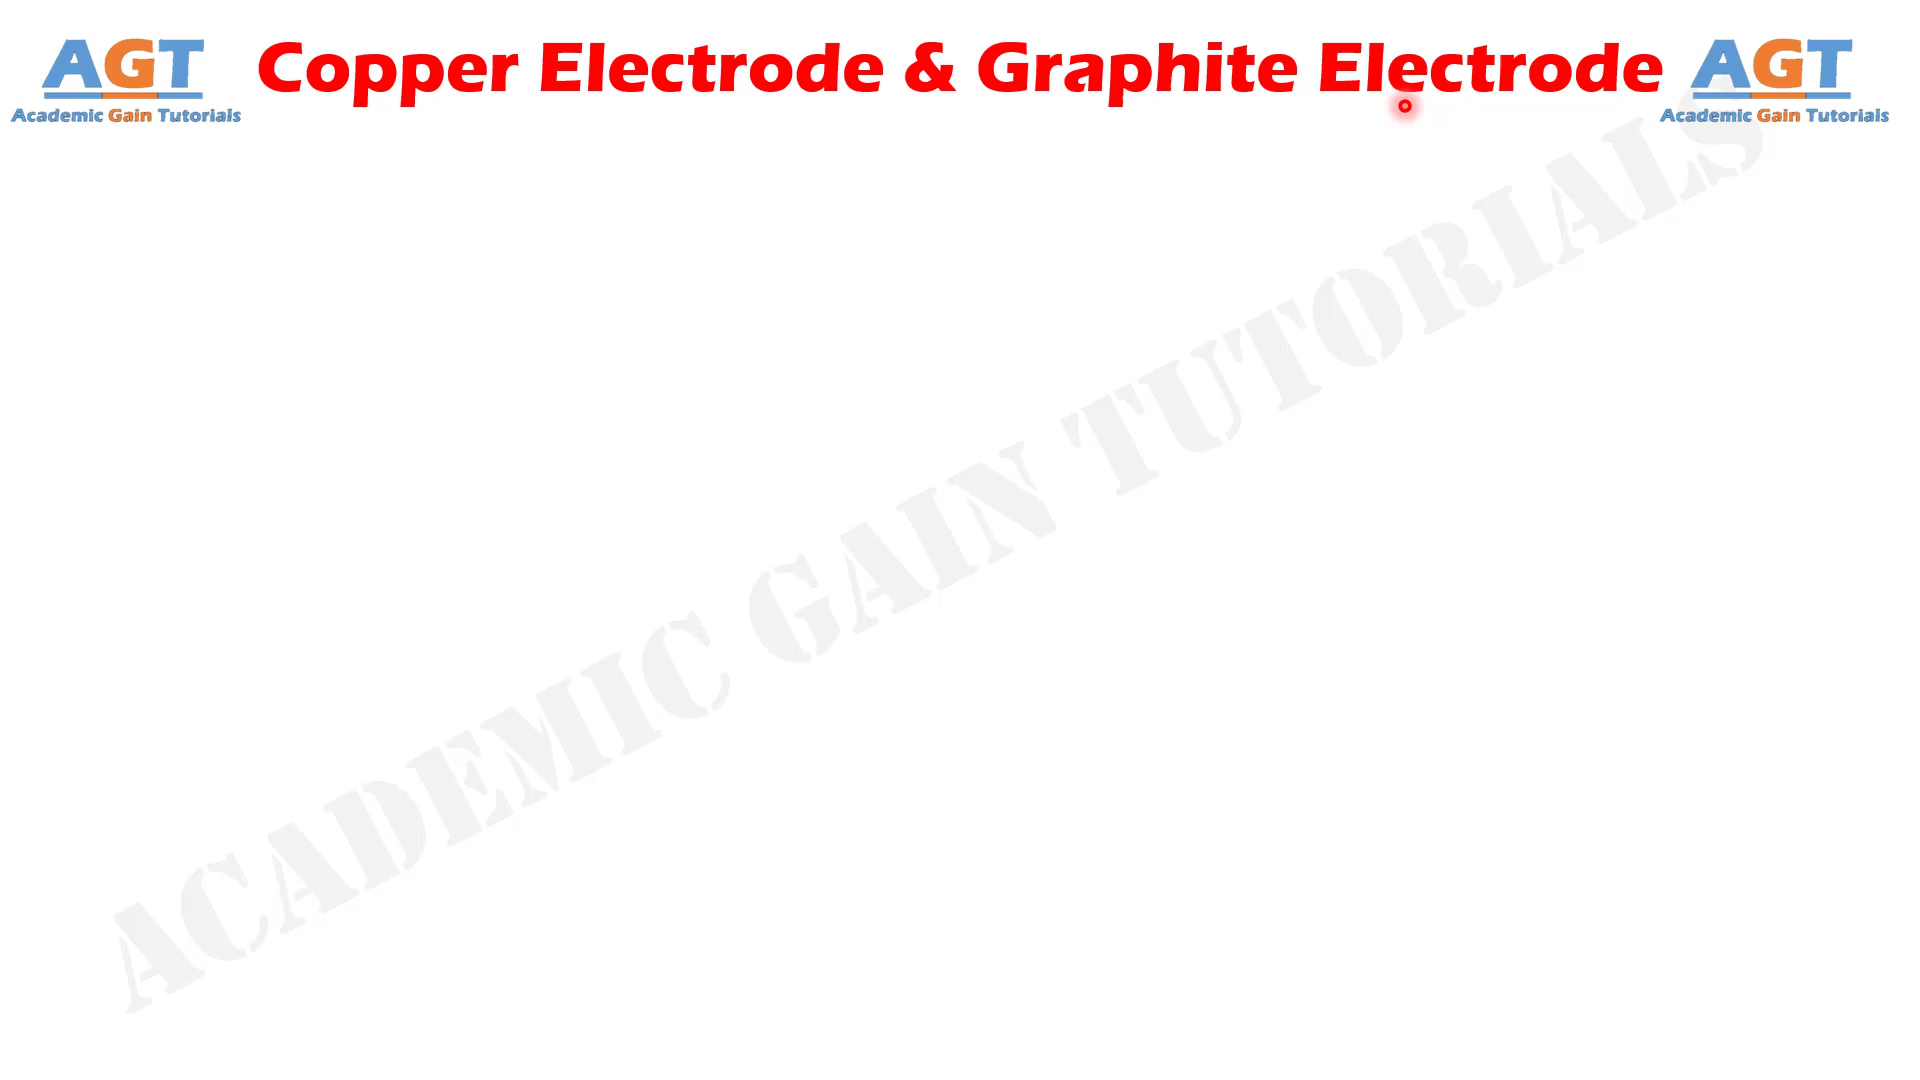 AGT
Academic Gain Tutorials
Copper Electrode & Graphite Electrode
AGT
Academic Gain Tutorials
ACADEMIC GAIN TUTORIALS